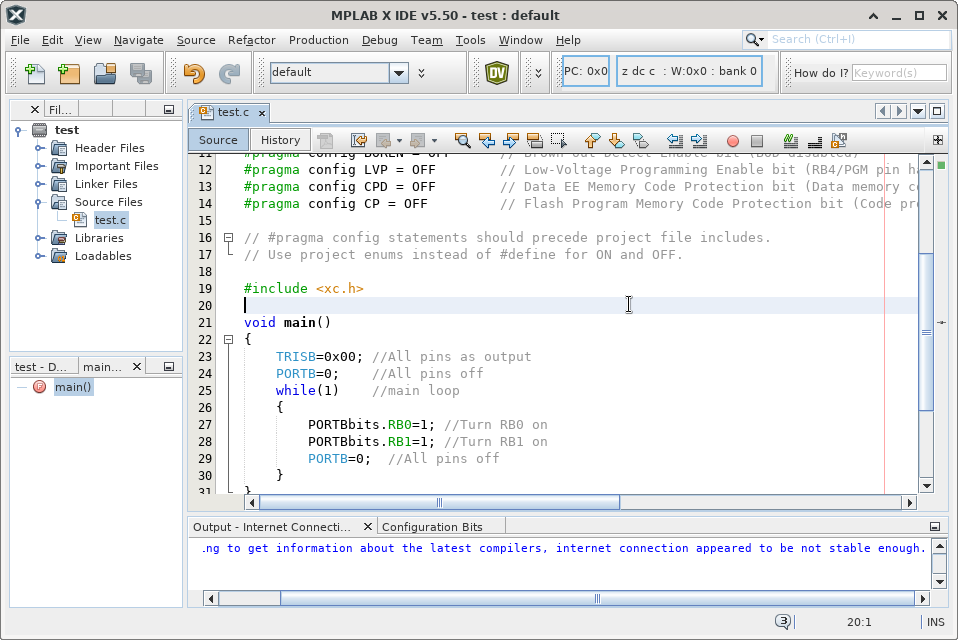 MPLAB X IDE v5.50 - test : default
File Edit View Navigate Source Refactor Production Debug Team Tools Window Help
Search (Ctrl+I)
default
DV
PC: 0x0
z dc c : W:0x0 : bank 0
How do I? Keyword(s)
Fil...
test
Header Files
Important Files
Linker Files
Source Files
test.c
Libraries
Loadables
test - D... main...
main()
test.c
Source History
11 #pragma config BOREN = OFF // Brown-out Detect Enable bit (BOD disabled)
12 #pragma config LVP = OFF // Low-Voltage Programming Enable bit (RB4/PGM pin ha
13 #pragma config CPD = OFF // Data EE Memory Code Protection bit (Data memory co
14 #pragma config CP = OFF // Flash Program Memory Code Protection bit (Code pro
15
16 // #pragma config statements should precede project file includes.
17 // Use project enums instead of #define for ON and OFF.
18
19 #include <xc.h>
20
21 void main()
22 {
23 TRISB=0x00; //All pins as output
24 PORTB=0; //All pins off
25 while(1) //main loop
26 {
27 PORTBbits.RB0=1; //Turn RB0 on
28 PORTBbits.RB1=1; //Turn RB1 on
29 PORTB=0; //All pins off
30 }
31 }
Output - Internet Connecti... Configuration Bits
.ng to get information about the latest compilers, internet connection appeared to be not stable enough.
3 20:1 INS